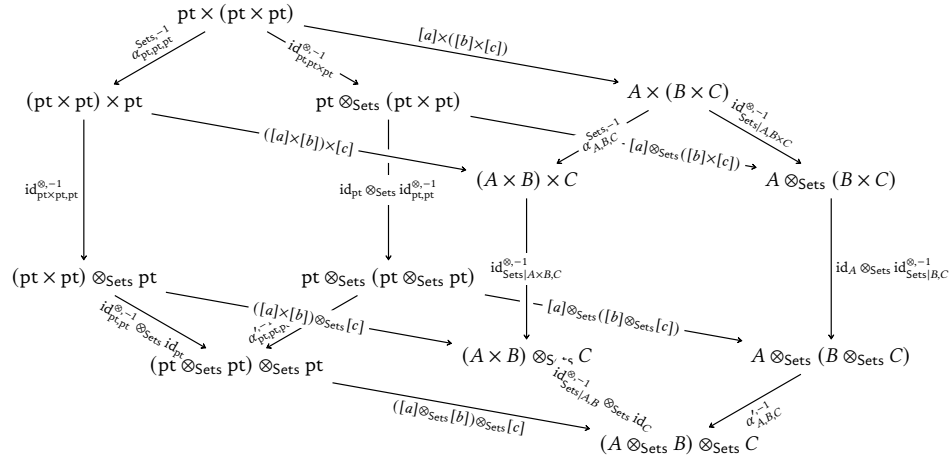 pt × (pt × pt)
α^{Sets,-1}_{pt,pt,pt}
id^{⊗,-1}_{pt,pt×pt}
[a]×([b]×[c])
(pt × pt) × pt
pt ⊗_{Sets} (pt × pt)
A × (B × C)
α^{Sets,-1}_{A,B,C}
id^{⊗,-1}_{Sets|A,B×C}
([a]×[b])×[c]
[a]⊗_{Sets}([b]×[c])
(A × B) × C
A ⊗_{Sets} (B × C)
id^{⊗,-1}_{pt×pt,pt}
id_{pt} ⊗_{Sets} id^{⊗,-1}_{pt,pt}
id^{⊗,-1}_{Sets|A×B,C}
id_A ⊗_{Sets} id^{⊗,-1}_{Sets|B,C}
(pt × pt) ⊗_{Sets} pt
pt ⊗_{Sets} (pt ⊗_{Sets} pt)
id^{⊗,-1}_{pt,pt} ⊗_{Sets} id_{pt}
([a]×[b])⊗_{Sets}[c]
[a]⊗_{Sets}([b]⊗_{Sets}[c])
(pt ⊗_{Sets} pt) ⊗_{Sets} pt
(A × B) ⊗_{Sets} C
A ⊗_{Sets} (B ⊗_{Sets} C)
id^{⊗,-1}_{Sets|A,B} ⊗_{Sets} id_C
α^{′,-1}_{A,B,C}
([a]⊗_{Sets}[b])⊗_{Sets}[c]
(A ⊗_{Sets} B) ⊗_{Sets} C